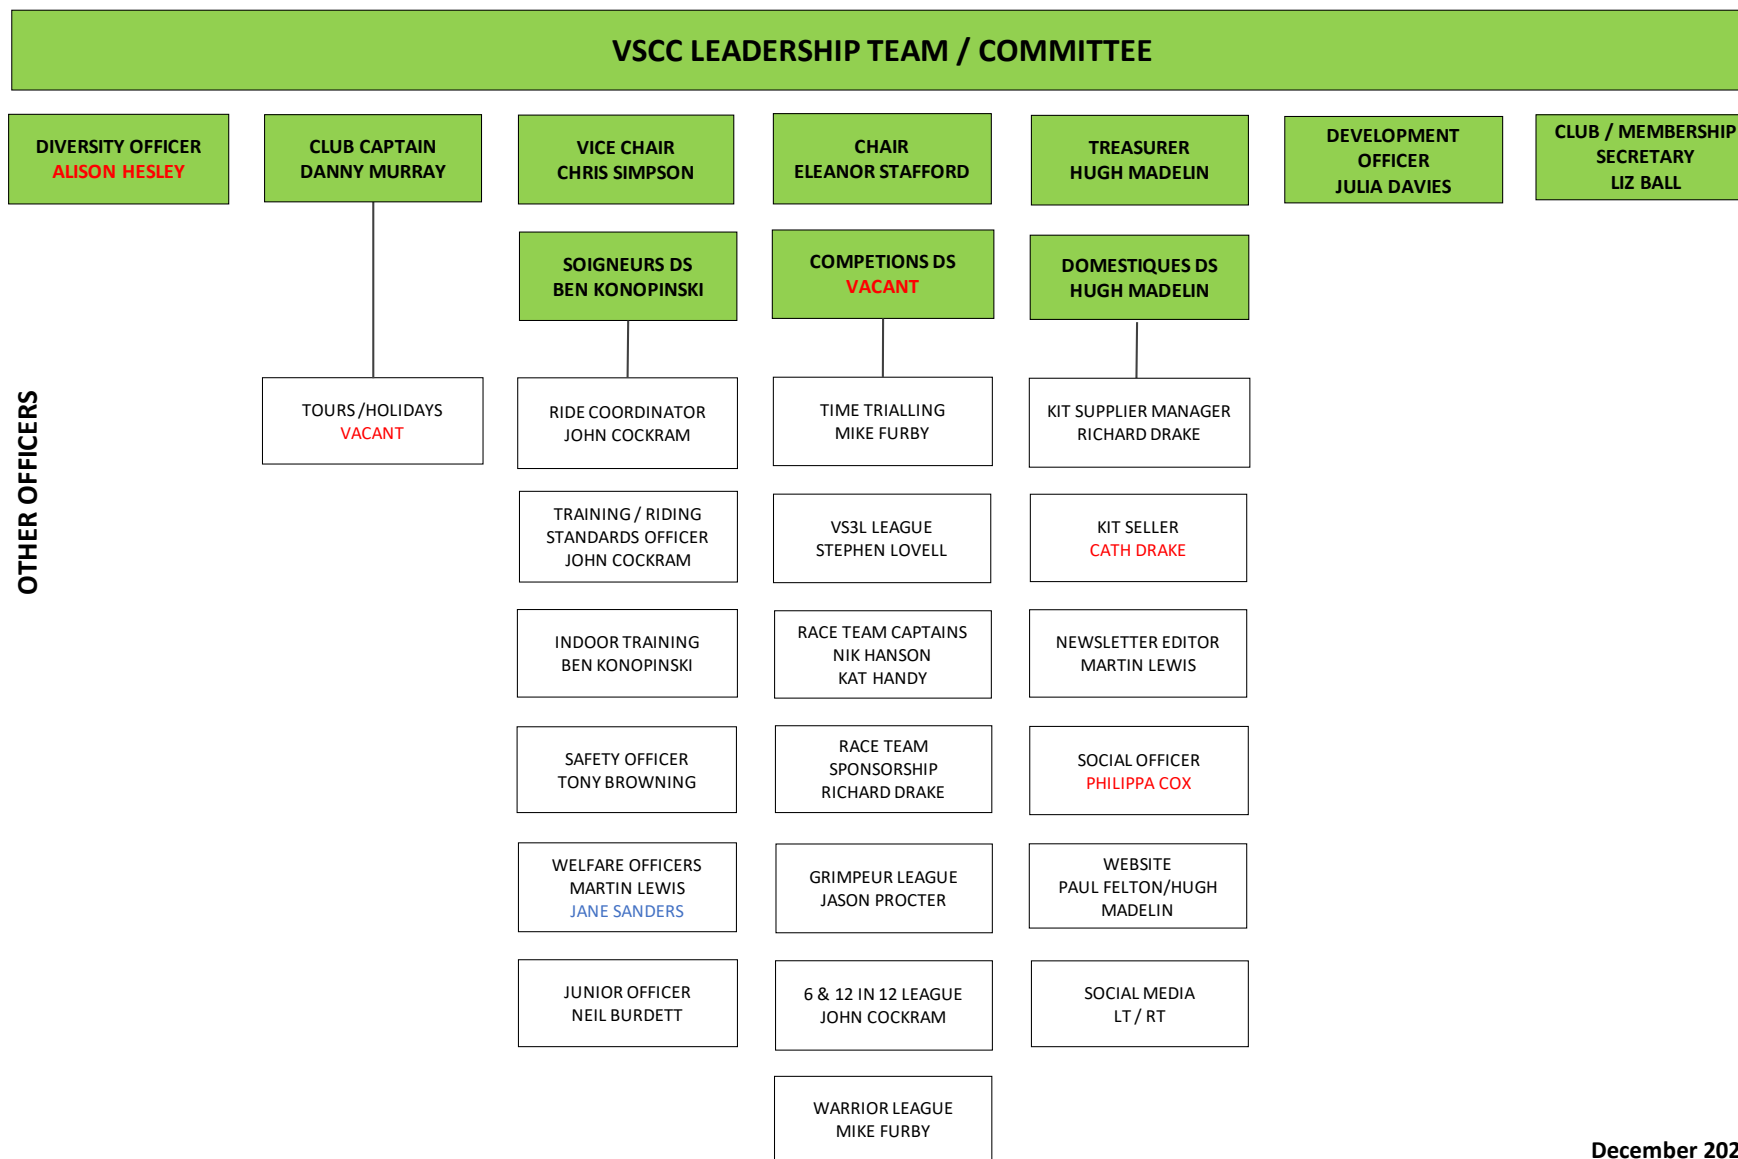 VSCC LEADERSHIP TEAM / COMMITTEE
DIVERSITY OFFICER
ALISON HESLEY
CLUB CAPTAIN
DANNY MURRAY
VICE CHAIR
CHRIS SIMPSON
CHAIR
ELEANOR STAFFORD
TREASURER
HUGH MADELIN
DEVELOPMENT
OFFICER
JULIA DAVIES
CLUB / MEMBERSHIP
SECRETARY
LIZ BALL
SOIGNEURS DS
BEN KONOPINSKI
COMPETIONS DS
VACANT
DOMESTIQUES DS
HUGH MADELIN
OTHER OFFICERS
TOURS /HOLIDAYS
VACANT
RIDE COORDINATOR
JOHN COCKRAM
TIME TRIALLING
MIKE FURBY
KIT SUPPLIER MANAGER
RICHARD DRAKE
TRAINING / RIDING
STANDARDS OFFICER
JOHN COCKRAM
VS3L LEAGUE
STEPHEN LOVELL
KIT SELLER
CATH DRAKE
INDOOR TRAINING
BEN KONOPINSKI
RACE TEAM CAPTAINS
NIK HANSON
KAT HANDY
NEWSLETTER EDITOR
MARTIN LEWIS
SAFETY OFFICER
TONY BROWNING
RACE TEAM
SPONSORSHIP
RICHARD DRAKE
SOCIAL OFFICER
PHILIPPA COX
WELFARE OFFICERS
MARTIN LEWIS
JANE SANDERS
GRIMPEUR LEAGUE
JASON PROCTER
WEBSITE
PAUL FELTON/HUGH
MADELIN
JUNIOR OFFICER
NEIL BURDETT
6 & 12 IN 12 LEAGUE
JOHN COCKRAM
SOCIAL MEDIA
LT / RT
WARRIOR LEAGUE
MIKE FURBY
December 202